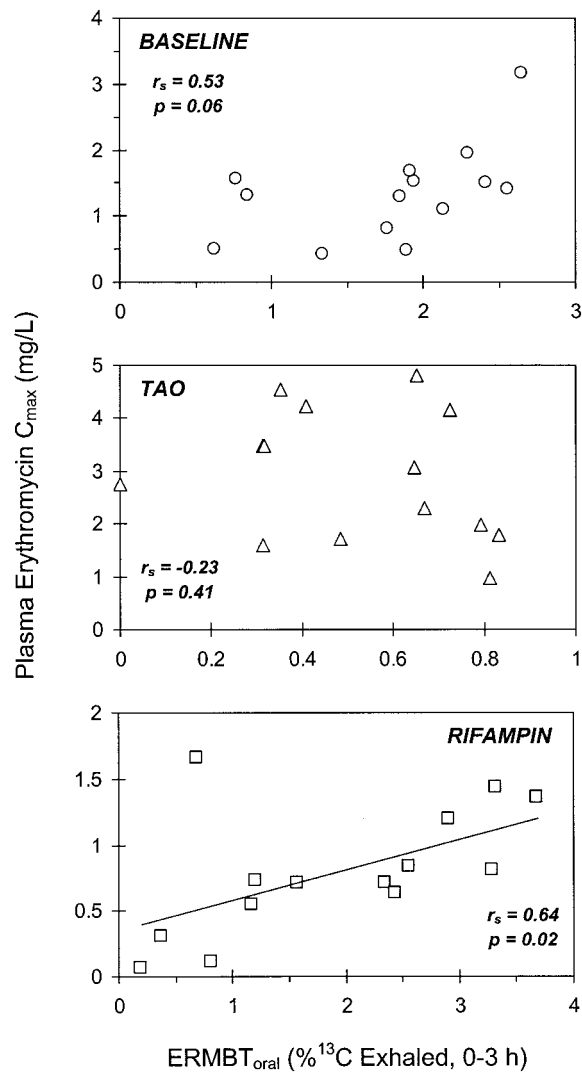 BASELINE
r_s = 0.53
p = 0.06
4
3
2
1
0
0
1
2
3
TAO
r_s = -0.23
p = 0.41
5
4
3
2
1
0
0
0.2
0.4
0.6
0.8
1
RIFAMPIN
r_s = 0.64
p = 0.02
2
1.5
1
0.5
0
0
1
2
3
4
Plasma Erythromycin C_max (mg/L)
ERMBT_oral (%¹³C Exhaled, 0-3 h)